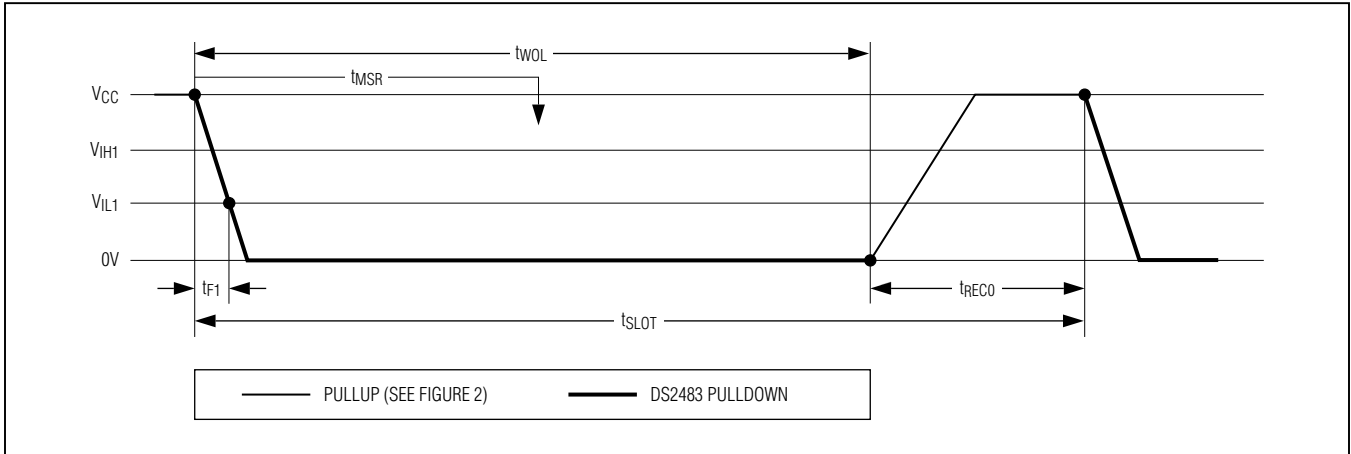 tWOL
tMSR
VCC
VIH1
VIL1
0V
tF1
tREC0
tSLOT
PULLUP (SEE FIGURE 2)
DS2483 PULLDOWN